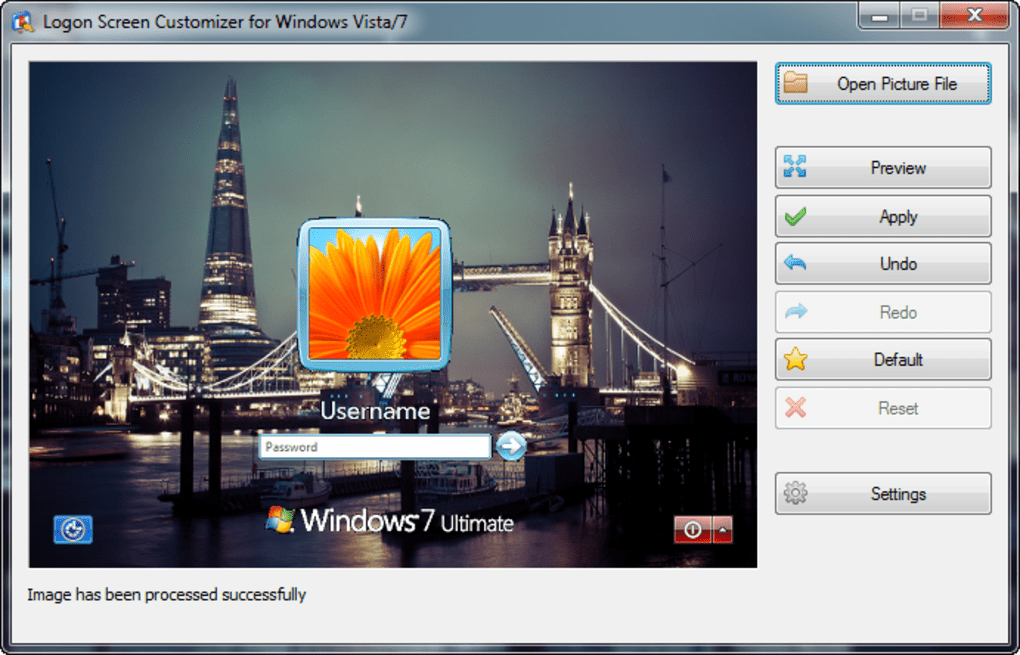 Logon Screen Customizer for Windows Vista/7
Open Picture File
Preview
Apply
Undo
Redo
Default
Reset
Settings
Username
Password
Windows 7 Ultimate
Image has been processed successfully